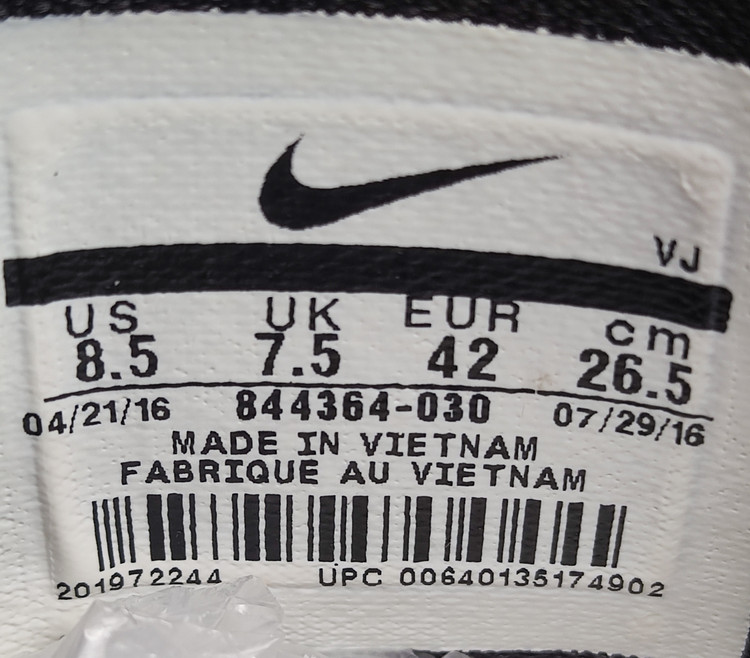 VJ
US UK EUR cm
8.5 7.5 42 26.5
04/21/16 844364-030 07/29/16
MADE IN VIETNAM
FABRIQUE AU VIETNAM
201972244 UPC 00640135174902